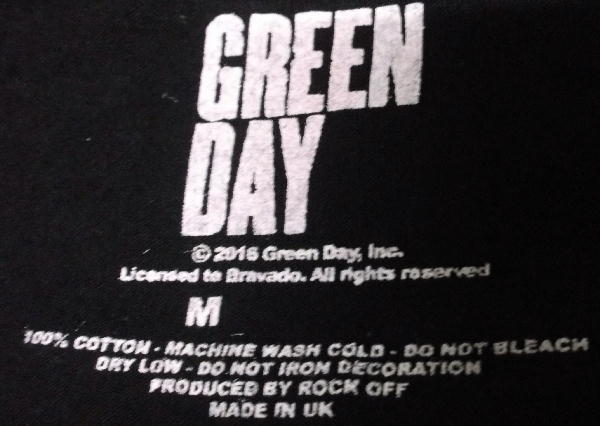 GREEN
DAY
© 2016 Green Day, Inc.
Licensed to Bravado. All rights reserved
M
100% COTTON - MACHINE WASH COLD - DO NOT BLEACH
DRY LOW - DO NOT IRON DECORATION
PRODUCED BY ROCK OFF
MADE IN UK